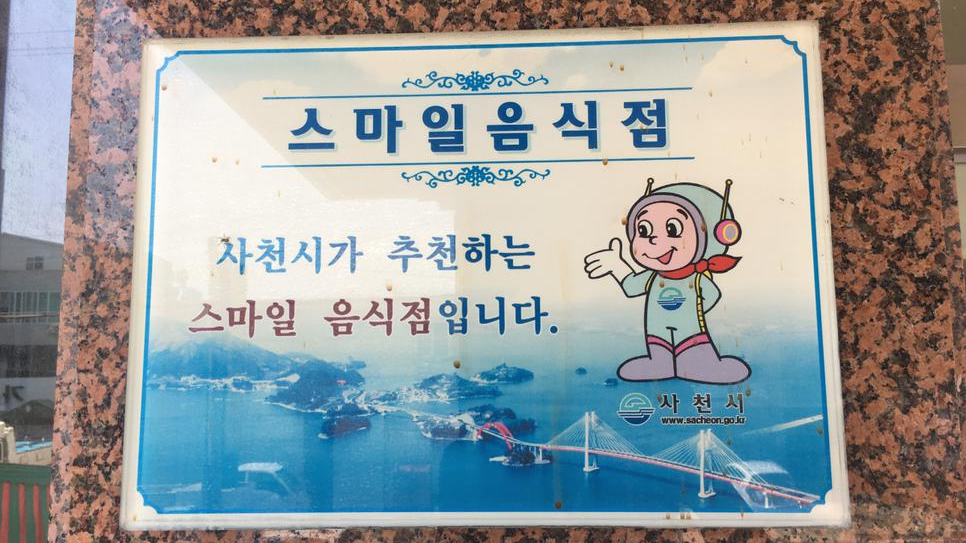 스마일음식점
사천시가 추천하는
스마일 음식점입니다.
사천시
www.sacheon.go.kr